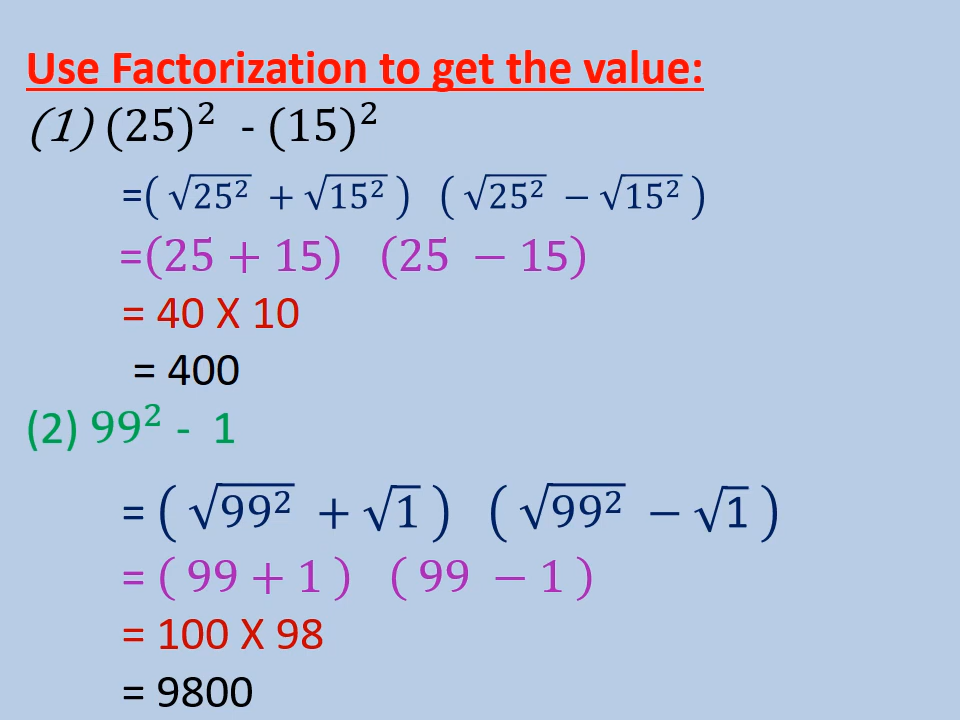 Use Factorization to get the value:
(1) (25)² - (15)²
=( √25² + √15² ) ( √25² − √15² )
=(25 + 15) (25 − 15)
= 40 X 10
= 400
(2) 99² - 1
= ( √99² + √1 ) ( √99² − √1 )
= ( 99 + 1 ) ( 99 − 1 )
= 100 X 98
= 9800